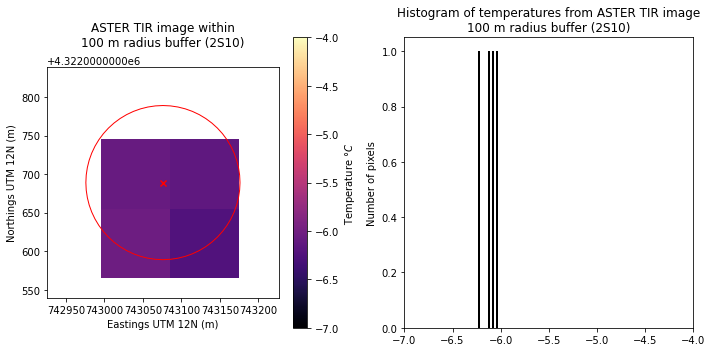 ASTER TIR image within
100 m radius buffer (2S10)
+4.3220000000e6
800
750
700
650
600
550
Northings UTM 12N (m)
742950 743000 743050 743100 743150 743200
Eastings UTM 12N (m)
−4.0
−4.5
−5.0
−5.5
−6.0
−6.5
−7.0
Temperature °C
Histogram of temperatures from ASTER TIR image
100 m radius buffer (2S10)
1.0
0.8
0.6
0.4
0.2
0.0
Number of pixels
−7.0 −6.5 −6.0 −5.5 −5.0 −4.5 −4.0